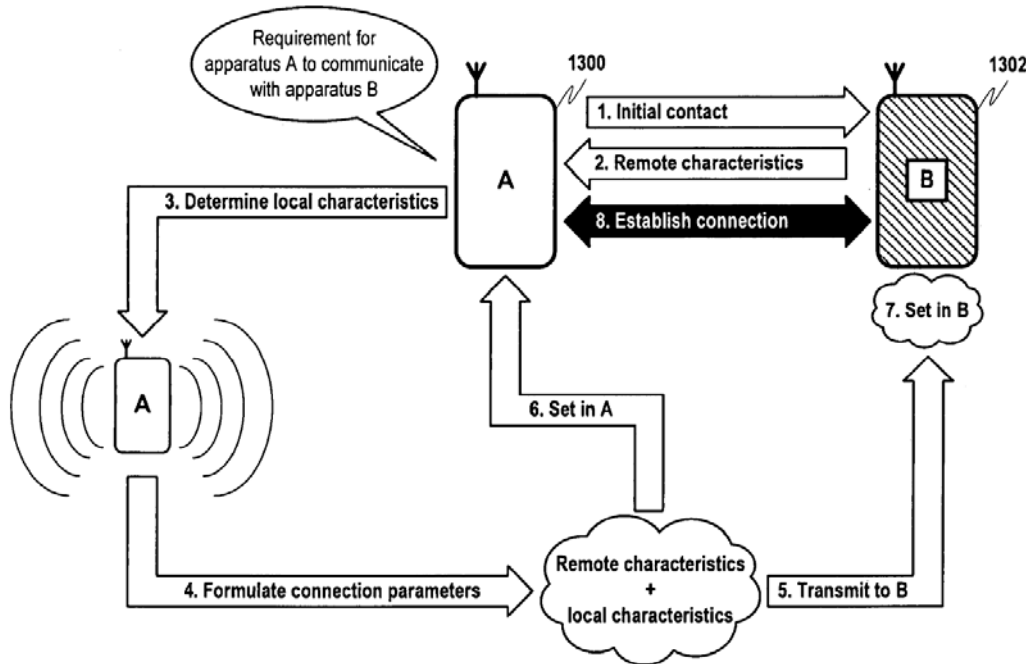 Requirement for
apparatus A to communicate
with apparatus B
1300
1302
1. Initial contact
2. Remote characteristics
A
B
3. Determine local characteristics
8. Establish connection
7. Set in B
A
6. Set in A
Remote characteristics
+
local characteristics
4. Formulate connection parameters
5. Transmit to B